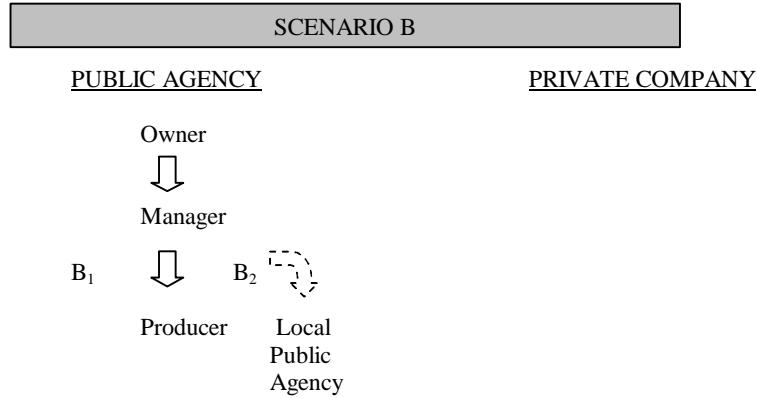 SCENARIO B
PUBLIC AGENCY PRIVATE COMPANY
Owner
Manager
B₁ B₂
Producer Local
Public
Agency